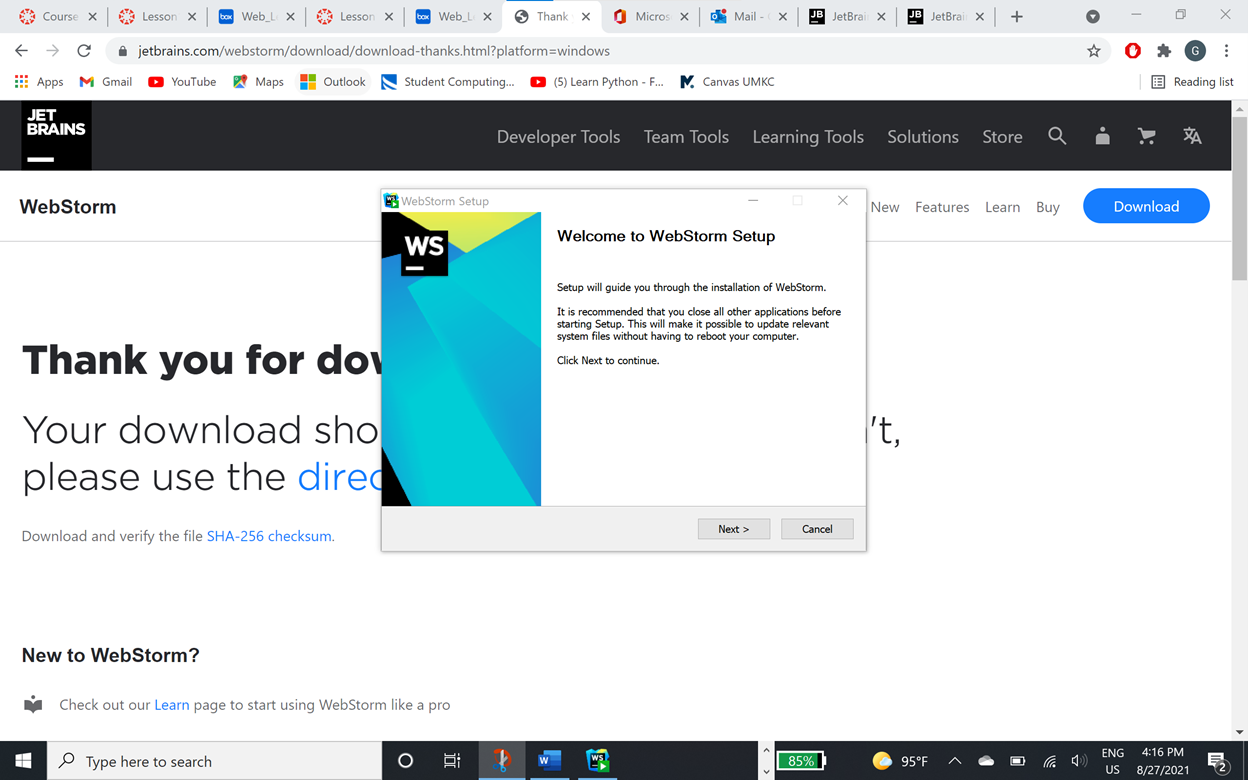 Course
Lesson
Web_L
Lesson
Web_L
Thank
Micros
Mail -
JetBrai
JetBrai
jetbrains.com/webstorm/download/download-thanks.html?platform=windows
G
Apps
Gmail
YouTube
Maps
Outlook
Student Computing...
(5) Learn Python - F...
Canvas UMKC
Reading list
JET
BRAINS
Developer Tools
Team Tools
Learning Tools
Solutions
Store
WebStorm
New
Features
Learn
Buy
Download
WebStorm Setup
WS
Welcome to WebStorm Setup
Setup will guide you through the installation of WebStorm.
It is recommended that you close all other applications before
starting Setup. This will make it possible to update relevant
system files without having to reboot your computer.
Click Next to continue.
Next >
Cancel
Thank you for dow
Your download sho
't,
please use the direc
Download and verify the file SHA-256 checksum.
New to WebStorm?
Check out our Learn page to start using WebStorm like a pro
Type here to search
85%
95°F
ENG
US
4:16 PM
8/27/2021
2